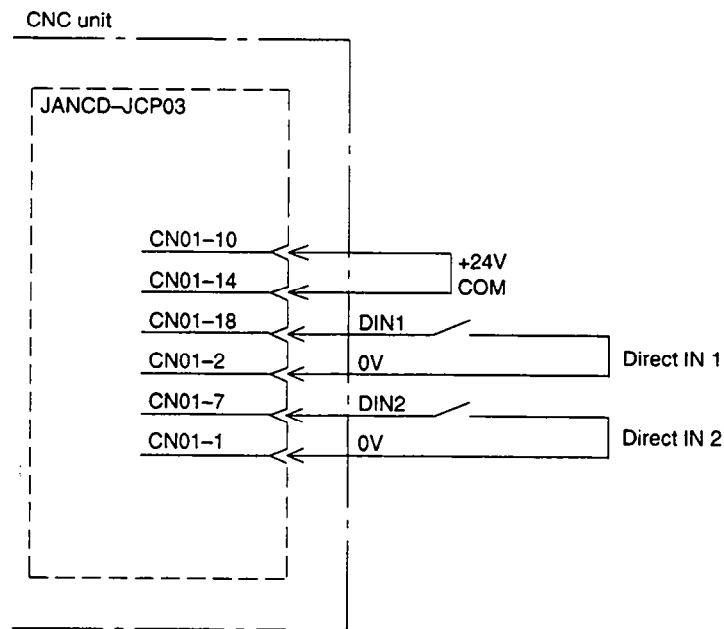 CNC unit
JANCD–JCP03
CN01–10
+24V
CN01–14
COM
CN01–18
DIN1
CN01–2
0V
Direct IN 1
CN01–7
DIN2
CN01–1
0V
Direct IN 2